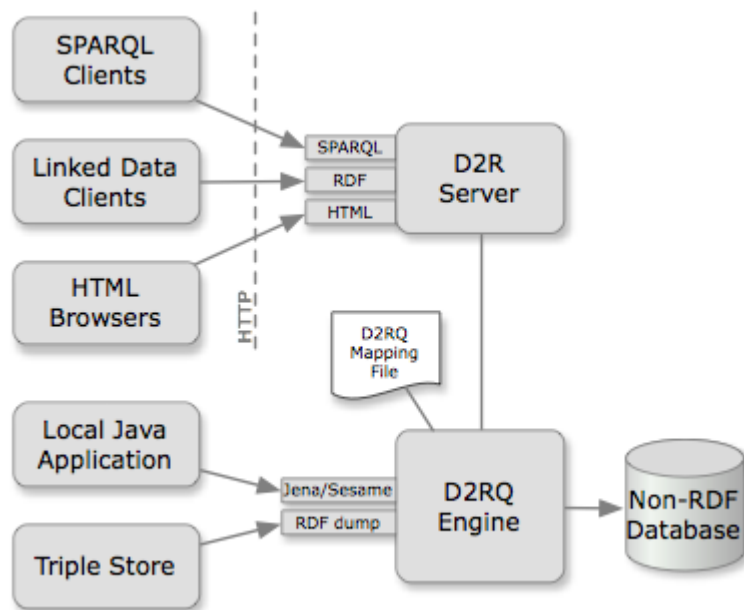 SPARQL
Clients
Linked Data
Clients
HTML
Browsers
HTTP
SPARQL
RDF
HTML
D2R
Server
D2RQ
Mapping
File
Local Java
Application
Triple Store
Jena/Sesame
RDF dump
D2RQ
Engine
Non-RDF
Database